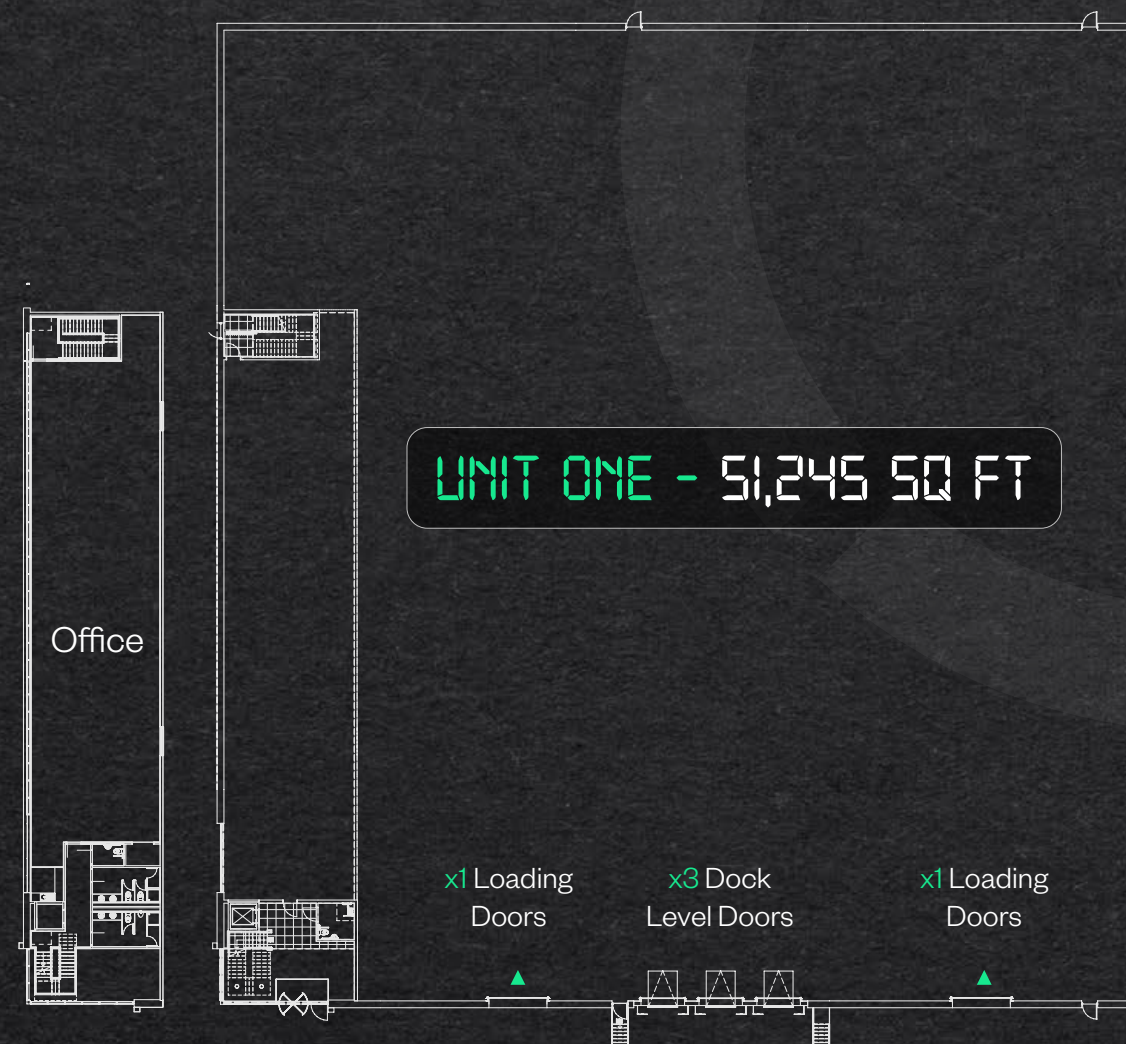 UNIT ONE - 51,245 SQ FT
Office
x1 Loading
Doors
x3 Dock
Level Doors
x1 Loading
Doors